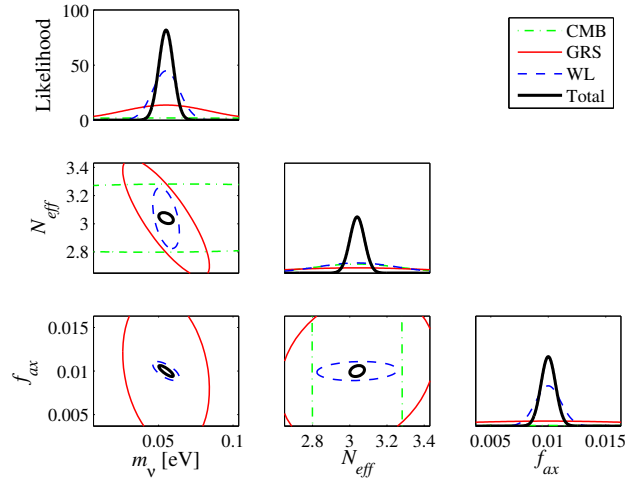 Likelihood
100
50
0
CMB
GRS
WL
Total
N_eff
3.4
3.2
3
2.8
f_ax
0.015
0.01
0.005
0.05 0.1
m_ν [eV]
2.8 3 3.2 3.4
N_eff
0.005 0.01 0.015
f_ax